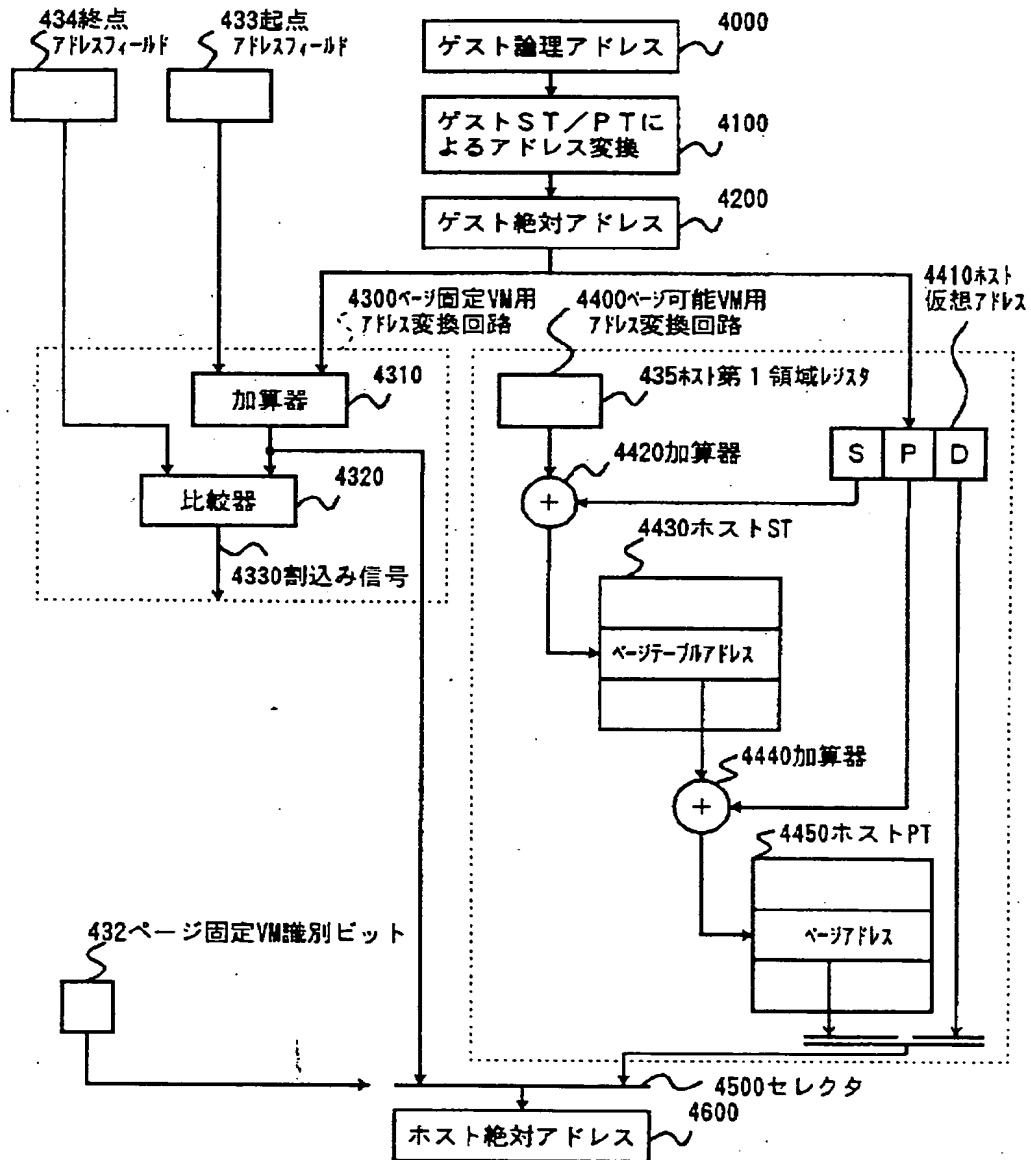 434終点
アドレスフィールド
433起点
アドレスフィールド
ゲスト論理アドレス
4000
ゲストST/PTに
よるアドレス変換
4100
ゲスト絶対アドレス
4200
4300ページ固定VM用
アドレス変換回路
4400ページ可能VM用
アドレス変換回路
4410ホスト
仮想アドレス
加算器
4310
435ホスト第1領域レジスタ
S P D
4420加算器
比較器
4320
4330割込み信号
4430ホストST
ページテーブルアドレス
4440加算器
4450ホストPT
ページアドレス
432ページ固定VM識別ビット
4500セレクタ
ホスト絶対アドレス
4600